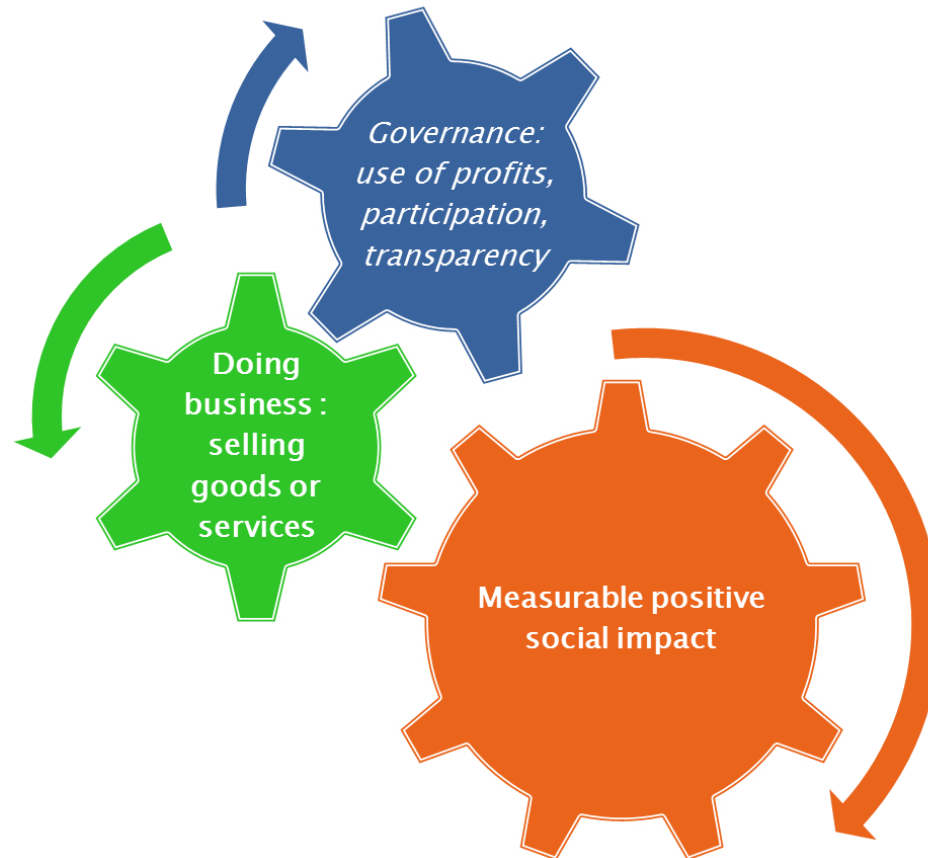 Governance:
use of profits,
participation,
transparency
Doing
business :
selling
goods or
services
Measurable positive
social impact